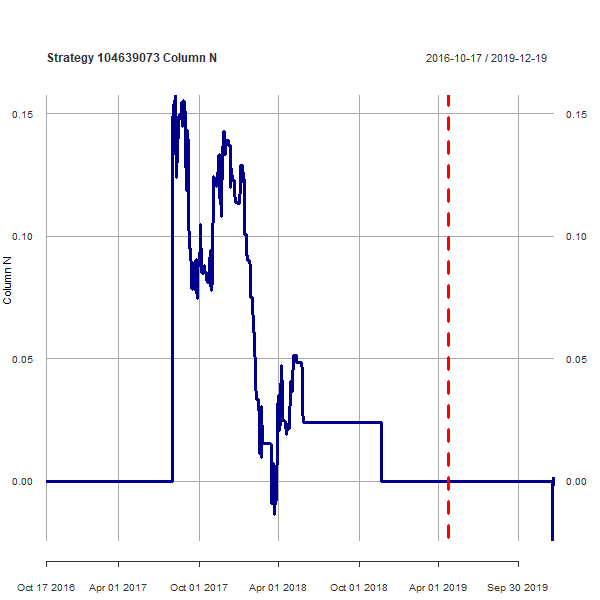 Strategy 104639073 Column N
2016-10-17 / 2019-12-19
0.15
0.15
0.10
0.10
Column N
0.05
0.05
0.00
0.00
Oct 17 2016
Apr 01 2017
Oct 01 2017
Apr 01 2018
Oct 01 2018
Apr 01 2019
Sep 30 2019